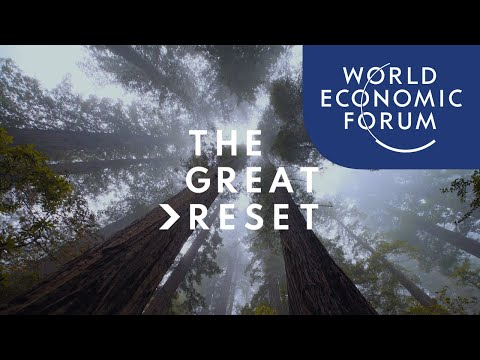 WORLD
ECONOMIC
FORUM
THE
GREAT
>RESET